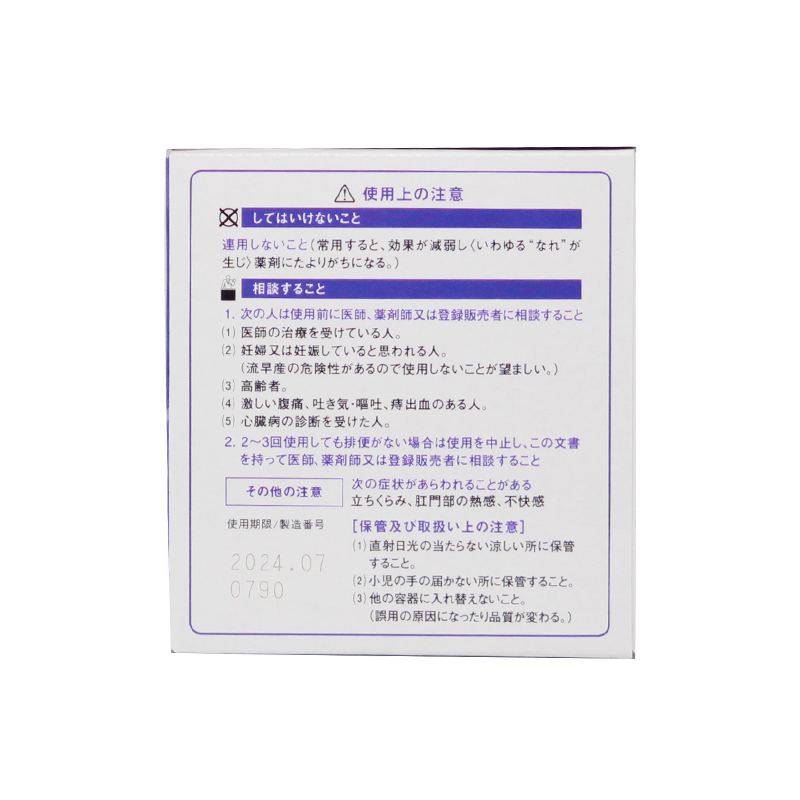 使用上の注意
してはいけないこと
連用しないこと(常用すると、効果が減弱し〈いわゆる“なれ”が
生じ〉薬剤にたよりがちになる。)
相談すること
1. 次の人は使用前に医師、薬剤師又は登録販売者に相談すること
(1) 医師の治療を受けている人。
(2) 妊婦又は妊娠していると思われる人。
(流早産の危険性があるので使用しないことが望ましい。)
(3) 高齢者。
(4) 激しい腹痛、吐き気・嘔吐、痔出血のある人。
(5) 心臓病の診断を受けた人。
2. 2〜3回使用しても排便がない場合は使用を中止し、この文書
を持って医師、薬剤師又は登録販売者に相談すること
その他の注意
次の症状があらわれることがある
立ちくらみ、肛門部の熱感、不快感
使用期限/製造番号
2024.07
0790
[保管及び取扱い上の注意]
(1) 直射日光の当たらない涼しい所に保管
すること。
(2) 小児の手の届かない所に保管すること。
(3) 他の容器に入れ替えないこと。
(誤用の原因になったり品質が変わる。)